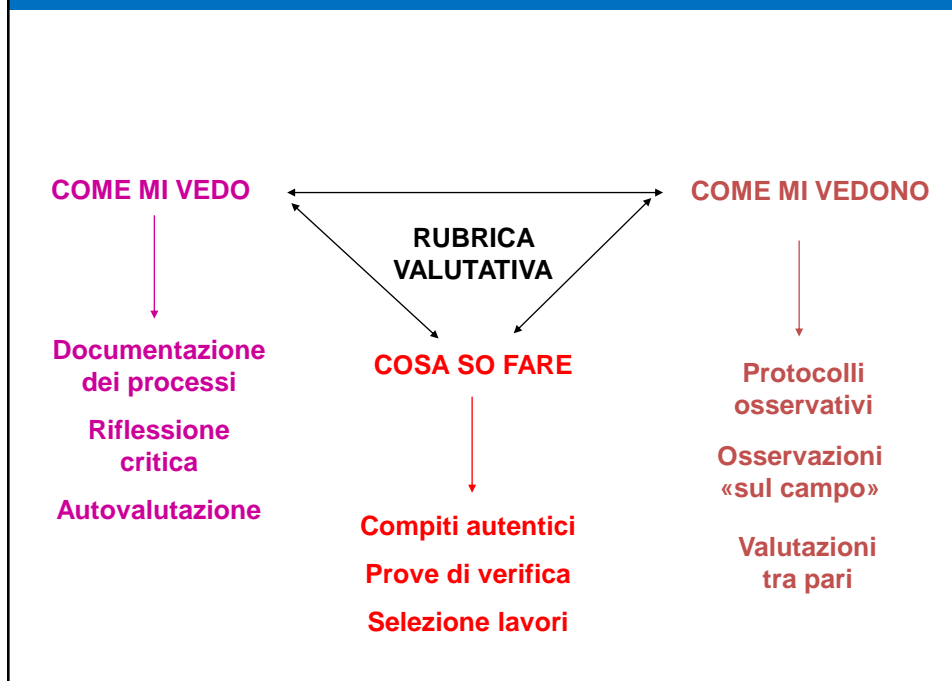 COME MI VEDO
COME MI VEDONO
RUBRICA
VALUTATIVA
Documentazione
dei processi
Riflessione
critica
Autovalutazione
COSA SO FARE
Compiti autentici
Prove di verifica
Selezione lavori
Protocolli
osservativi
Osservazioni
«sul campo»
Valutazioni
tra pari